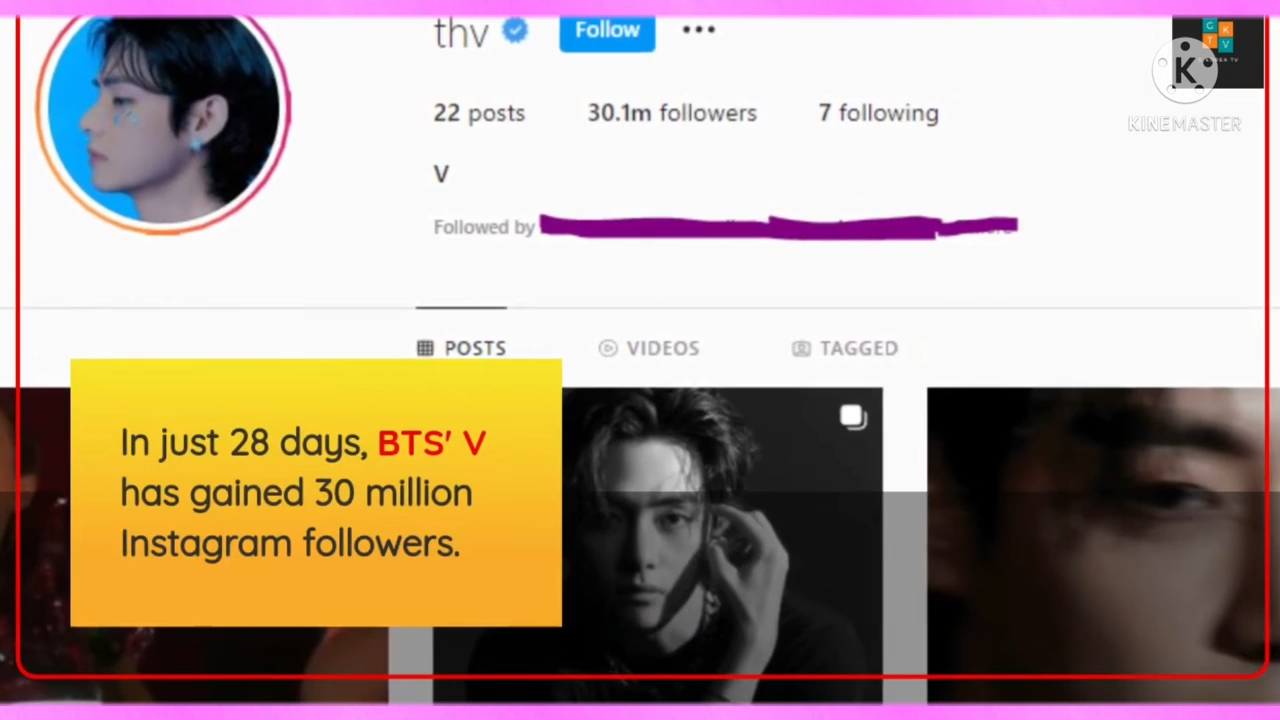 thv
Follow
22 posts 30.1m followers 7 following
V
Followed by
POSTS VIDEOS TAGGED
In just 28 days, BTS' V
has gained 30 million
Instagram followers.
G K
T V
K
KINEMASTER